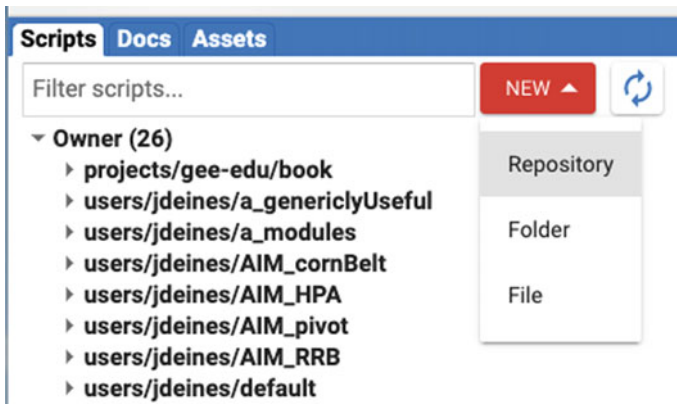 Scripts Docs Assets
Filter scripts...
NEW
Owner (26)
projects/gee-edu/book
users/jdeines/a_genericlyUseful
users/jdeines/a_modules
users/jdeines/AIM_cornBelt
users/jdeines/AIM_HPA
users/jdeines/AIM_pivot
users/jdeines/AIM_RRB
users/jdeines/default
Repository
Folder
File